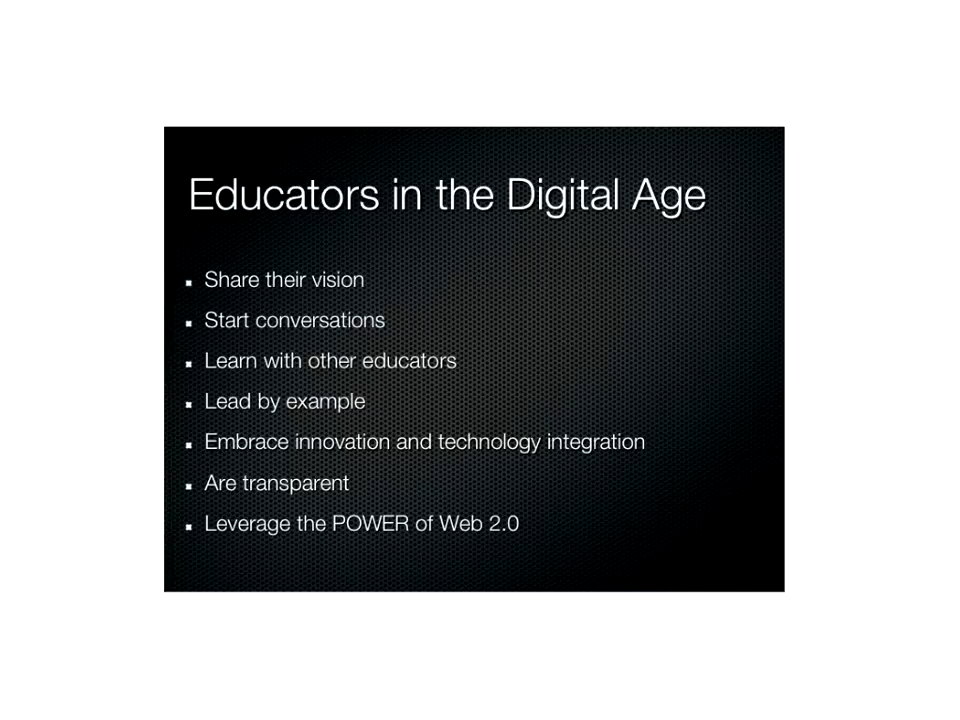 Educators in the Digital Age
Share their vision
Start conversations
Learn with other educators
Lead by example
Embrace innovation and technology integration
Are transparent
Leverage the POWER of Web 2.0